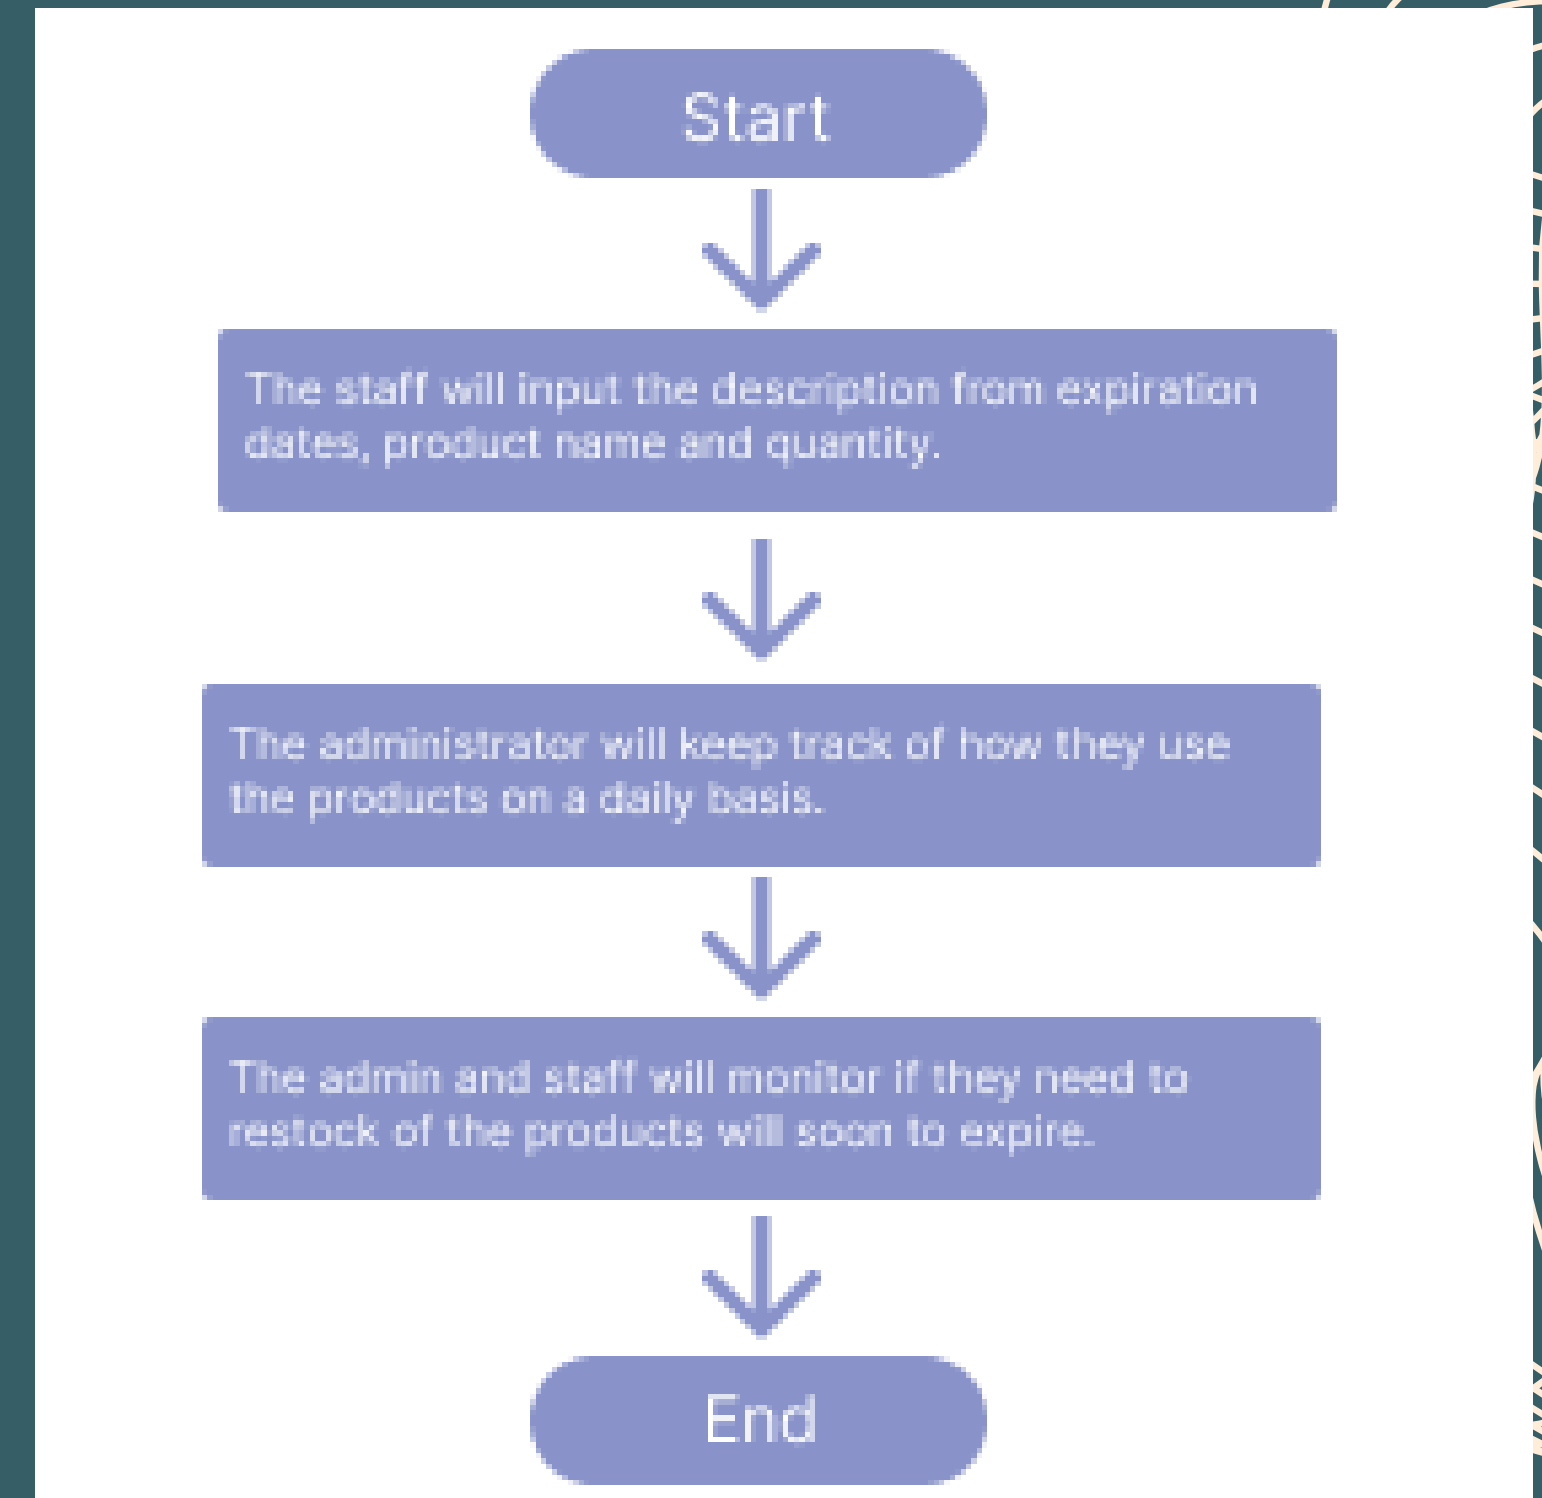 Start
The staff will input the description from expiration
dates, product name and quantity.
The administrator will keep track of how they use
the products on a daily basis.
The admin and staff will monitor if they need to
restock of the products will soon to expire.
End